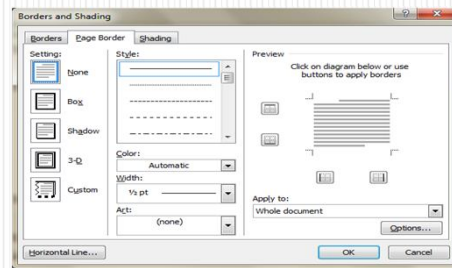 Borders and Shading
Borders
Page Border
Shading
Setting:
None
Box
Shadow
3-D
Custom
Style:
Color:
Automatic
Width:
½ pt
Art:
(none)
Preview
Click on diagram below or use
buttons to apply borders
Apply to:
Whole document
Options...
Horizontal Line...
OK
Cancel